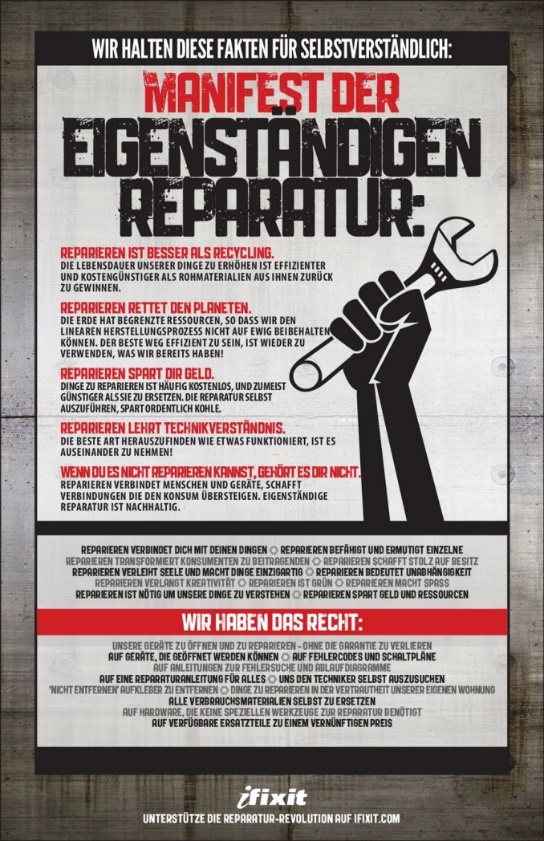 WIR HALTEN DIESE FAKTEN FÜR SELBSTVERSTÄNDLICH:
MANIFEST DER
EIGENSTÄNDIGEN
REPARATUR:
REPARIEREN IST BESSER ALS RECYCLING.
DIE LEBENSDAUER UNSERER DINGE ZU ERHÖHEN IST EFFIZIENTER
UND KOSTENGÜNSTIGER ALS ROHMATERIALIEN AUS IHNEN ZURÜCK
ZU GEWINNEN.
REPARIEREN RETTET DEN PLANETEN.
DIE ERDE HAT BEGRENZTE RESSOURCEN, SO DASS WIR DEN
LINEAREN HERSTELLUNGSPROZESS NICHT AUF EWIG BEIBEHALTEN
KÖNNEN. DER BESTE WEG EFFIZIENT ZU SEIN, IST WIEDER ZU
VERWENDEN, WAS WIR BEREITS HABEN!
REPARIEREN SPART DIR GELD.
DINGE ZU REPARIEREN IST HÄUFIG KOSTENLOS, UND ZUMEIST
GÜNSTIGER ALS SIE ZU ERSETZEN. DIE REPARATUR SELBST
AUSZUFÜHREN, SPART ORDENTLICH KOHLE.
REPARIEREN LEHRT TECHNIKVERSTÄNDNIS.
DIE BESTE ART HERAUSZUFINDEN WIE ETWAS FUNKTIONIERT, IST ES
AUSEINANDER ZU NEHMEN!
WENN DU ES NICHT REPARIEREN KANNST, GEHÖRT ES DIR NICHT.
REPARIEREN VERBINDET MENSCHEN UND GERÄTE, SCHAFFT
VERBINDUNGEN DIE DEN KONSUM ÜBERSTEIGEN. EIGENSTÄNDIGE
REPARATUR IST NACHHALTIG.
REPARIEREN VERBINDET DICH MIT DEINEN DINGEN REPARIEREN BEFÄHIGT UND ERMUTIGT EINZELNE
REPARIEREN TRANSFORMIERT KONSUMENTEN ZU BEITRAGENDEN REPARIEREN SCHAFFT STOLZ AUF BESITZ
REPARIEREN VERLEIHT SEELE UND MACHT DINGE EINZIGARTIG REPARIEREN BEDEUTET UNABHÄNGIGKEIT
REPARIEREN VERLANGT KREATIVITÄT REPARIEREN IST GRÜN REPARIEREN MACHT SPASS
REPARIEREN IST NÖTIG UM UNSERE DINGE ZU VERSTEHEN REPARIEREN SPART GELD UND RESSOURCEN
WIR HABEN DAS RECHT:
UNSERE GERÄTE ZU ÖFFNEN UND ZU REPARIEREN - OHNE DIE GARANTIE ZU VERLIEREN
AUF GERÄTE, DIE GEÖFFNET WERDEN KÖNNEN AUF FEHLERCODES UND SCHALTPLÄNE
AUF ANLEITUNGEN ZUR FEHLERSUCHE UND ABLAUFDIAGRAMME
AUF EINE REPARATURANLEITUNG FÜR ALLES UNS DEN TECHNIKER SELBST AUSZUSUCHEN
'NICHT ENTFERNEN' AUFKLEBER ZU ENTFERNEN DINGE ZU REPARIEREN IN DER VERTRAUTHEIT UNSERER EIGENEN WOHNUNG
ALLE VERBRAUCHSMATERIALIEN SELBST ZU ERSETZEN
AUF HARDWARE, DIE KEINE SPEZIELLEN WERKZEUGE ZUR REPARATUR BENÖTIGT
AUF VERFÜGBARE ERSATZTEILE ZU EINEM VERNÜNFTIGEN PREIS
ifixit
UNTERSTÜTZE DIE REPARATUR-REVOLUTION AUF IFIXIT.COM